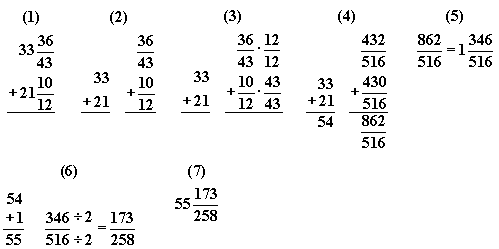 (1) (2) (3) (4) (5)
36 36 36 12 432 862 346
33 — — — · — — — = 1 —
43 43 43 12 516 516 516
10 33 10 33 10 43 33 430
+21 — +21 + — +21 + — · — +21 + —
12 12 12 43 54 516
862
—
516
(6) (7)
54 346 ÷2 173 173
+1 — = — 55 —
55 516 ÷2 258 258